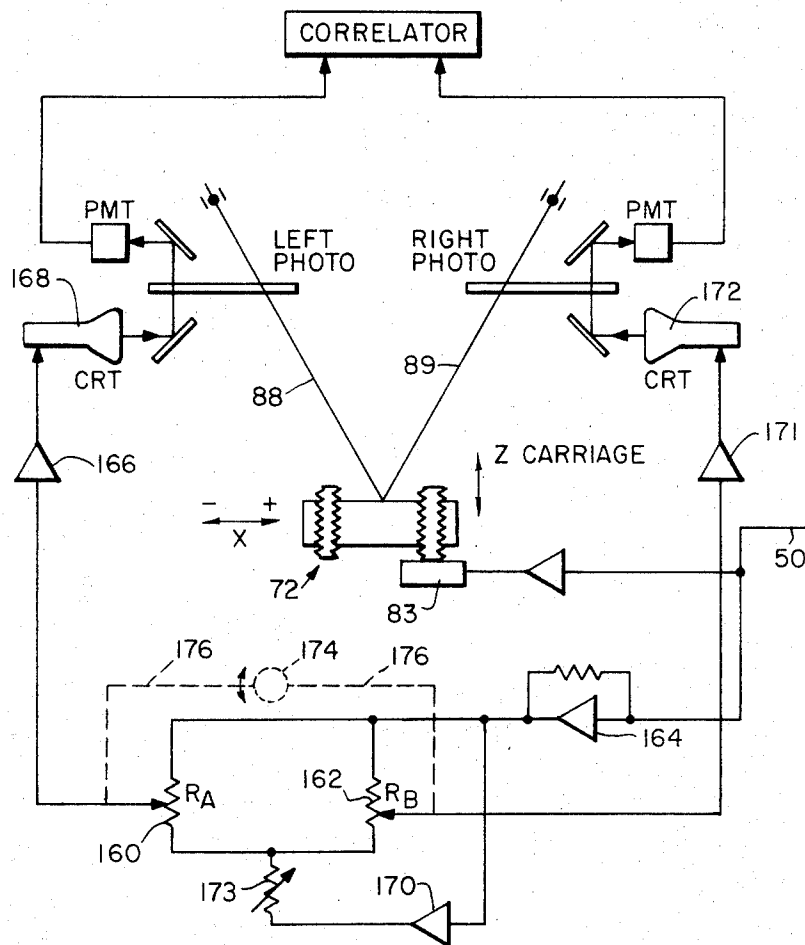 CORRELATOR
PMT
LEFT
PHOTO
RIGHT
PHOTO
PMT
168
172
CRT
88
89
CRT
166
171
Z CARRIAGE
- +
X
72
83
50
176
174
176
164
RA
162
RB
160
173
170